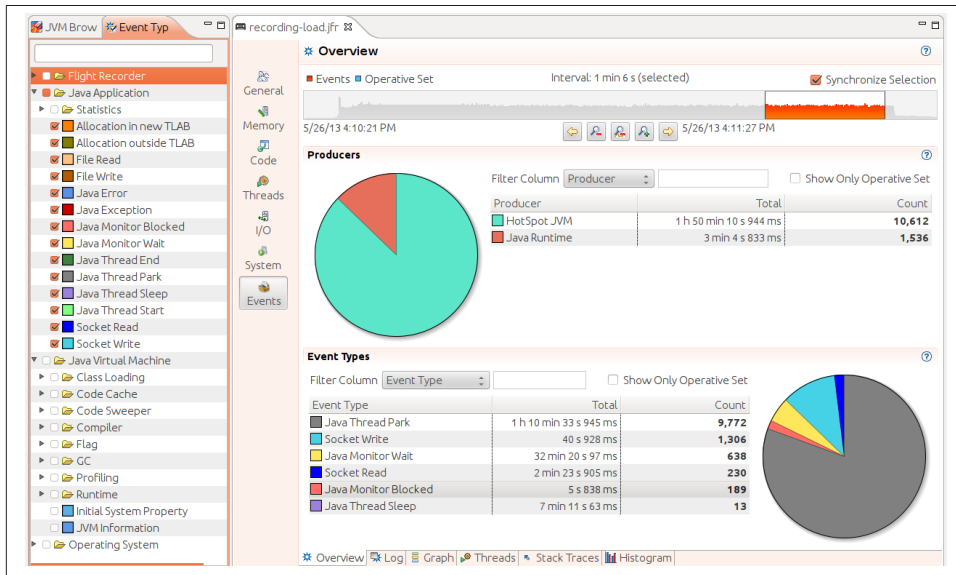 JVM Brow
Event Typ
Flight Recorder
Java Application
Statistics
Allocation in new TLAB
Allocation outside TLAB
File Read
File Write
Java Error
Java Exception
Java Monitor Blocked
Java Monitor Wait
Java Thread End
Java Thread Park
Java Thread Sleep
Java Thread Start
Socket Read
Socket Write
Java Virtual Machine
Class Loading
Code Cache
Code Sweeper
Compiler
Flag
GC
Profiling
Runtime
Initial System Property
JVM Information
Operating System
recording-load.jfr
General
Memory
Code
Threads
I/O
System
Events
Overview
Events Operative Set Interval: 1 min 6 s (selected) Synchronize Selection
5/26/13 4:10:21 PM 5/26/13 4:11:27 PM
Producers
Filter Column Producer Show Only Operative Set
Producer Total Count
HotSpot JVM 1 h 50 min 10 s 944 ms 10,612
Java Runtime 3 min 4 s 833 ms 1,536
Event Types
Filter Column Event Type Show Only Operative Set
Event Type Total Count
Java Thread Park 1 h 10 min 33 s 945 ms 9,772
Socket Write 40 s 928 ms 1,306
Java Monitor Wait 32 min 20 s 97 ms 638
Socket Read 2 min 23 s 905 ms 230
Java Monitor Blocked 5 s 838 ms 189
Java Thread Sleep 7 min 11 s 63 ms 13
Overview Log Graph Threads Stack Traces Histogram